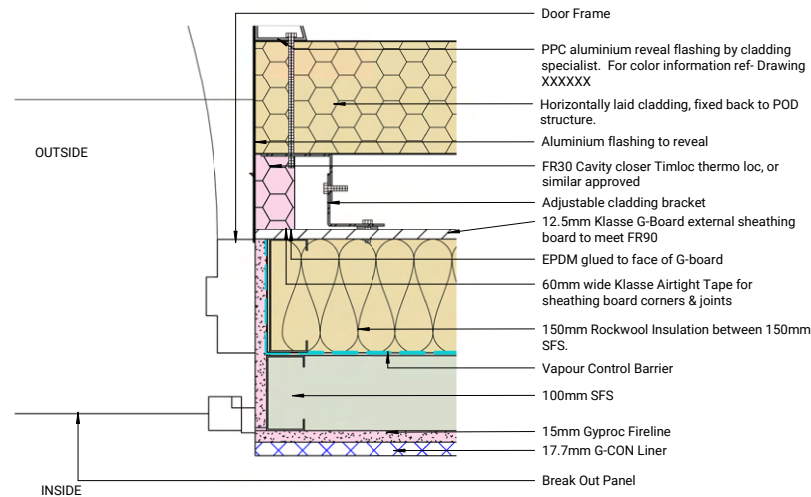 Door Frame
PPC aluminium reveal flashing by cladding
specialist. For color information ref- Drawing
XXXXXX
Horizontally laid cladding, fixed back to POD
structure.
OUTSIDE
Aluminium flashing to reveal
FR30 Cavity closer Timloc thermo loc, or
similar approved
Adjustable cladding bracket
12.5mm Klasse G-Board external sheathing
board to meet FR90
EPDM glued to face of G-board
60mm wide Klasse Airtight Tape for
sheathing board corners & joints
150mm Rockwool Insulation between 150mm
SFS.
Vapour Control Barrier
100mm SFS
15mm Gyproc Fireline
17.7mm G-CON Liner
Break Out Panel
INSIDE